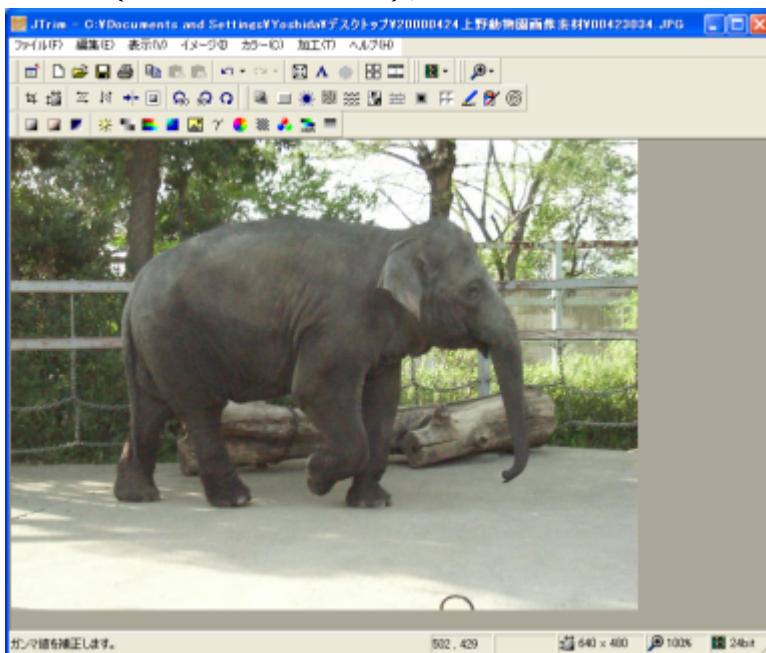 JTrim - C:¥Documents and Settings¥Yoshida¥デスクトップ¥20000424上野動物園画像素材¥00423034.JPG
ファイル(F) 編集(E) 表示(V) イメージ(I) カラー(C) 加工(T) ヘルプ(H)
ガンマ値を補正します。 502 , 429 640 x 480 100% 24bit